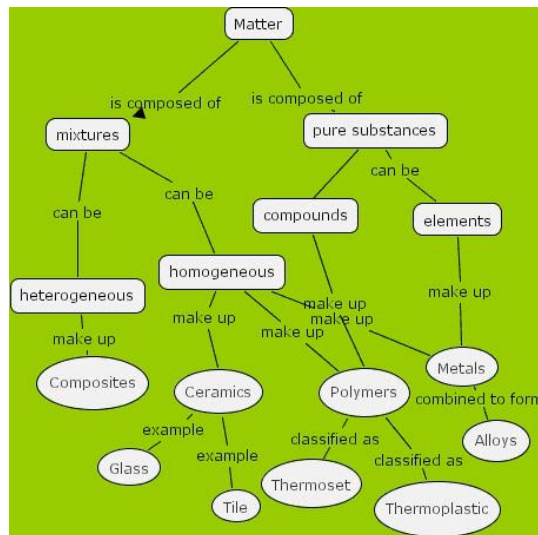 Matter
is composed of
is composed of
mixtures
pure substances
can be
can be
can be
compounds
elements
homogeneous
heterogeneous
make up
make up
make up
make up
make up
make up
Composites
Ceramics
Polymers
Metals
combined to form
example
classified as
Alloys
Glass
example
classified as
Thermoset
Tile
Thermoplastic